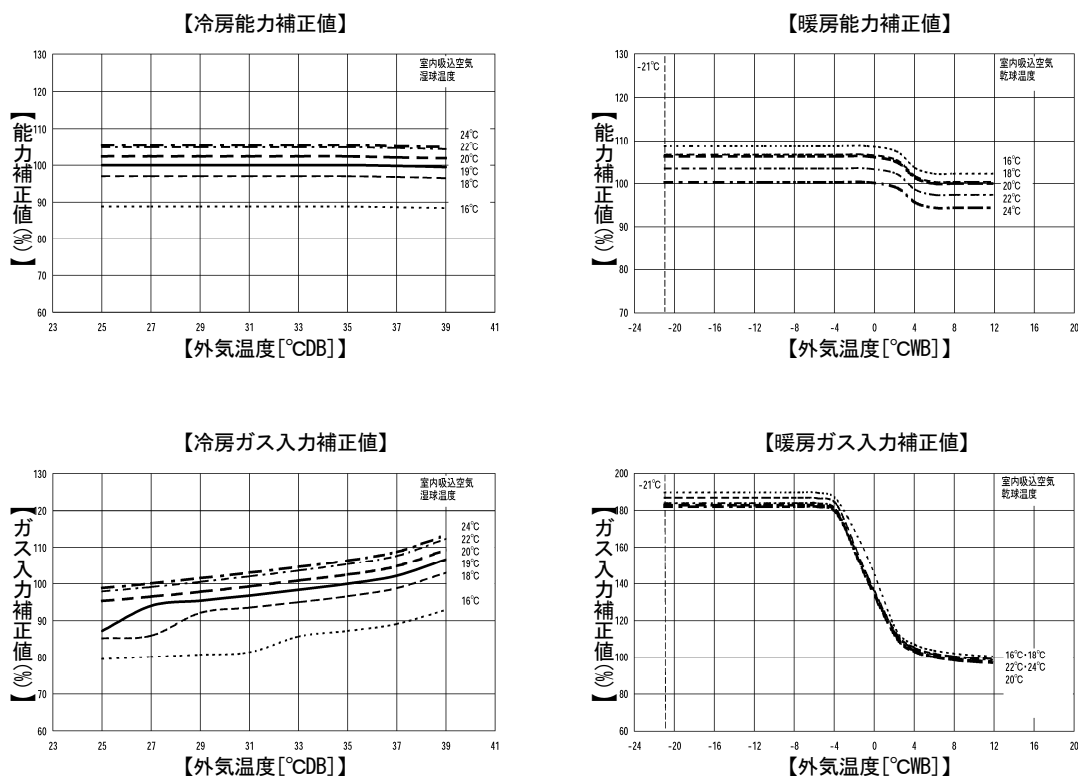 【冷房能力補正値】
130
120
110
100
90
80
70
60
【能力補正値(%)】
室内吸込空気
湿球温度
24℃
22℃
20℃
19℃
18℃
16℃
23 25 27 29 31 33 35 37 39 41
【外気温度[℃DB]】
【暖房能力補正値】
130
120
110
100
90
80
70
【能力補正値(%)】
-21℃
室内吸込空気
乾球温度
16℃
18℃
20℃
22℃
24℃
-24 -20 -16 -12 -8 -4 0 4 8 12 16 20
【外気温度[℃WB]】
【冷房ガス入力補正値】
130
120
110
100
90
80
70
60
【ガス入力補正値(%)】
室内吸込空気
湿球温度
24℃
22℃
20℃
19℃
18℃
16℃
23 25 27 29 31 33 35 37 39 41
【外気温度[℃DB]】
【暖房ガス入力補正値】
200
180
160
140
120
100
80
60
【ガス入力補正値(%)】
-21℃
室内吸込空気
乾球温度
16℃・18℃
22℃・24℃
20℃
-24 -20 -16 -12 -8 -4 0 4 8 12 16 20
【外気温度[℃WB]】